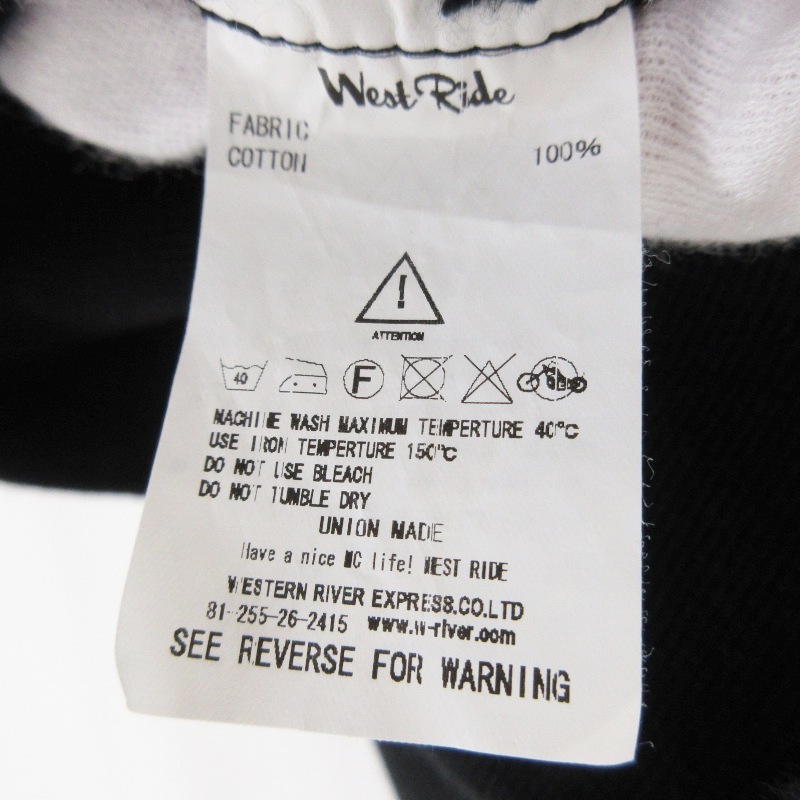 West Ride
FABRIC
COTTON 100%
!
ATTENTION
40 F
MACHINE WASH MAXIMUM TEMPERTURE 40℃
USE IRON TEMPERTURE 150℃
DO NOT USE BLEACH
DO NOT TUMBLE DRY
UNION MADE
Have a nice MC life! WEST RIDE
WESTERN RIVER EXPRESS.CO.LTD
81-255-26-2415 www.w-river.com
SEE REVERSE FOR WARNING